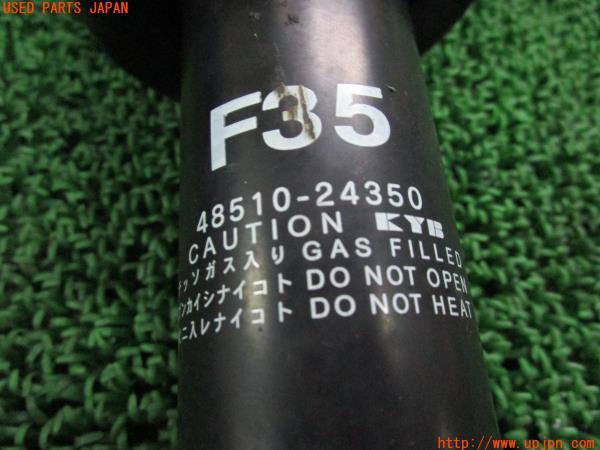 USED PARTS JAPAN
F35
48510-24350
CAUTION KYB
ッソガス入り GAS FILLED
ンカイシナイコト DO NOT OPEN
ニ入レナイコト DO NOT HEAT
http://www.upjpn.com/